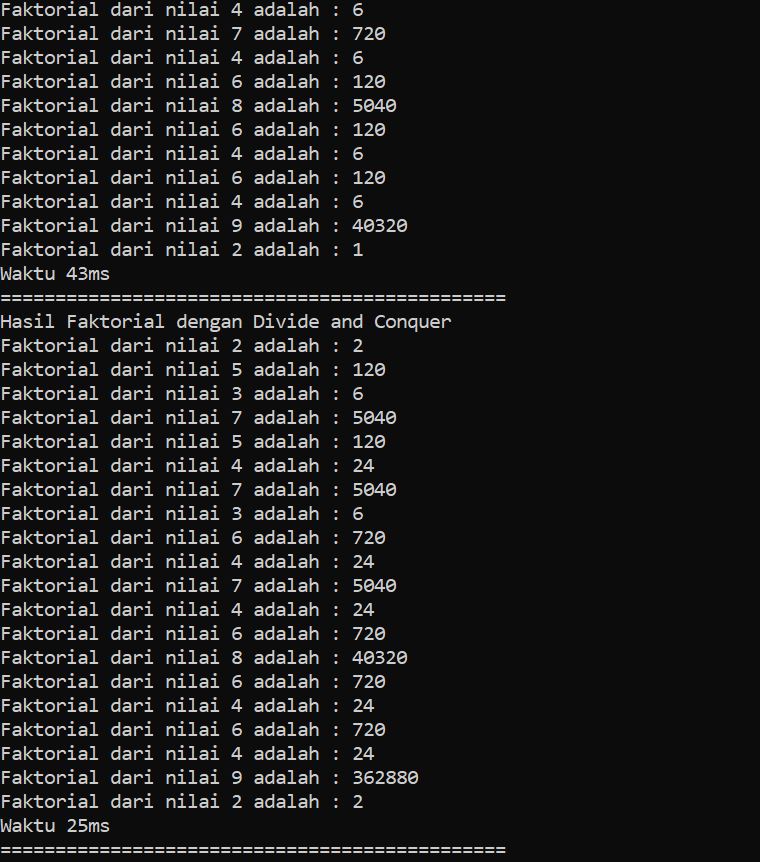 Faktorial dari nilai 4 adalah : 6
Faktorial dari nilai 7 adalah : 720
Faktorial dari nilai 4 adalah : 6
Faktorial dari nilai 6 adalah : 120
Faktorial dari nilai 8 adalah : 5040
Faktorial dari nilai 6 adalah : 120
Faktorial dari nilai 4 adalah : 6
Faktorial dari nilai 6 adalah : 120
Faktorial dari nilai 4 adalah : 6
Faktorial dari nilai 9 adalah : 40320
Faktorial dari nilai 2 adalah : 1
Waktu 43ms
==============================================
Hasil Faktorial dengan Divide and Conquer
Faktorial dari nilai 2 adalah : 2
Faktorial dari nilai 5 adalah : 120
Faktorial dari nilai 3 adalah : 6
Faktorial dari nilai 7 adalah : 5040
Faktorial dari nilai 5 adalah : 120
Faktorial dari nilai 4 adalah : 24
Faktorial dari nilai 7 adalah : 5040
Faktorial dari nilai 3 adalah : 6
Faktorial dari nilai 6 adalah : 720
Faktorial dari nilai 4 adalah : 24
Faktorial dari nilai 7 adalah : 5040
Faktorial dari nilai 4 adalah : 24
Faktorial dari nilai 6 adalah : 720
Faktorial dari nilai 8 adalah : 40320
Faktorial dari nilai 6 adalah : 720
Faktorial dari nilai 4 adalah : 24
Faktorial dari nilai 6 adalah : 720
Faktorial dari nilai 4 adalah : 24
Faktorial dari nilai 9 adalah : 362880
Faktorial dari nilai 2 adalah : 2
Waktu 25ms
==============================================